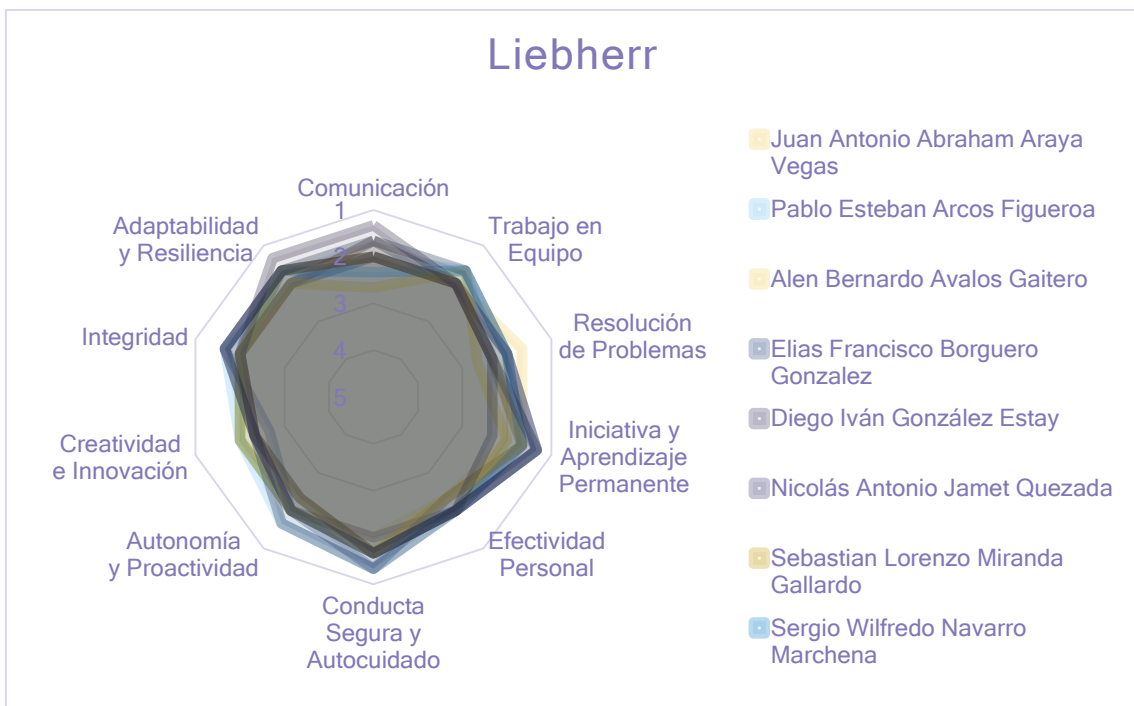 Liebherr
Comunicación
Trabajo en
Equipo
Resolución
de Problemas
Iniciativa y
Aprendizaje
Permanente
Efectividad
Personal
Conducta
Segura y
Autocuidado
Autonomía
y Proactividad
Creatividad
e Innovación
Integridad
Adaptabilidad
y Resiliencia
1
2
3
4
5
Juan Antonio Abraham Araya
Vegas
Pablo Esteban Arcos Figueroa
Alen Bernardo Avalos Gaitero
Elias Francisco Borguero
Gonzalez
Diego Iván González Estay
Nicolás Antonio Jamet Quezada
Sebastian Lorenzo Miranda
Gallardo
Sergio Wilfredo Navarro
Marchena